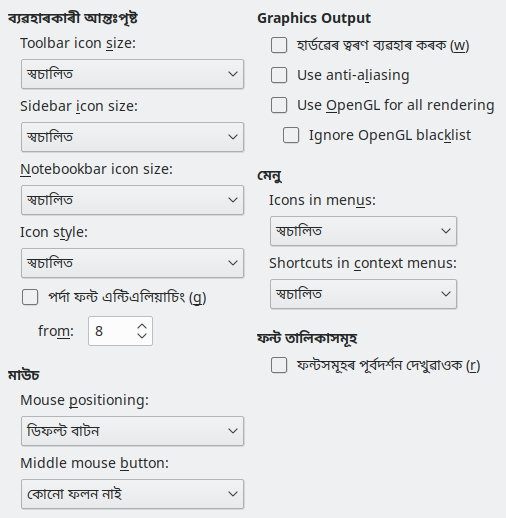 ব্যৱহাৰকাৰী আন্তঃপৃষ্ট
Toolbar icon size:
স্বচালিত
Sidebar icon size:
স্বচালিত
Notebookbar icon size:
স্বচালিত
Icon style:
স্বচালিত
পৰ্দা ফন্ট এন্টিএলিয়াচিং (g)
from: 8
মাউচ
Mouse positioning:
ডিফল্ট বাটন
Middle mouse button:
কোনো ফলন নাই
Graphics Output
হাৰ্ডৱেৰ ত্বৰণ ব্যৱহাৰ কৰক (w)
Use anti-aliasing
Use OpenGL for all rendering
Ignore OpenGL blacklist
মেনু
Icons in menus:
স্বচালিত
Shortcuts in context menus:
স্বচালিত
ফন্ট তালিকাসমূহ
ফন্টসমূহৰ পূৰ্বদৰ্শন দেখুৱাওক (r)